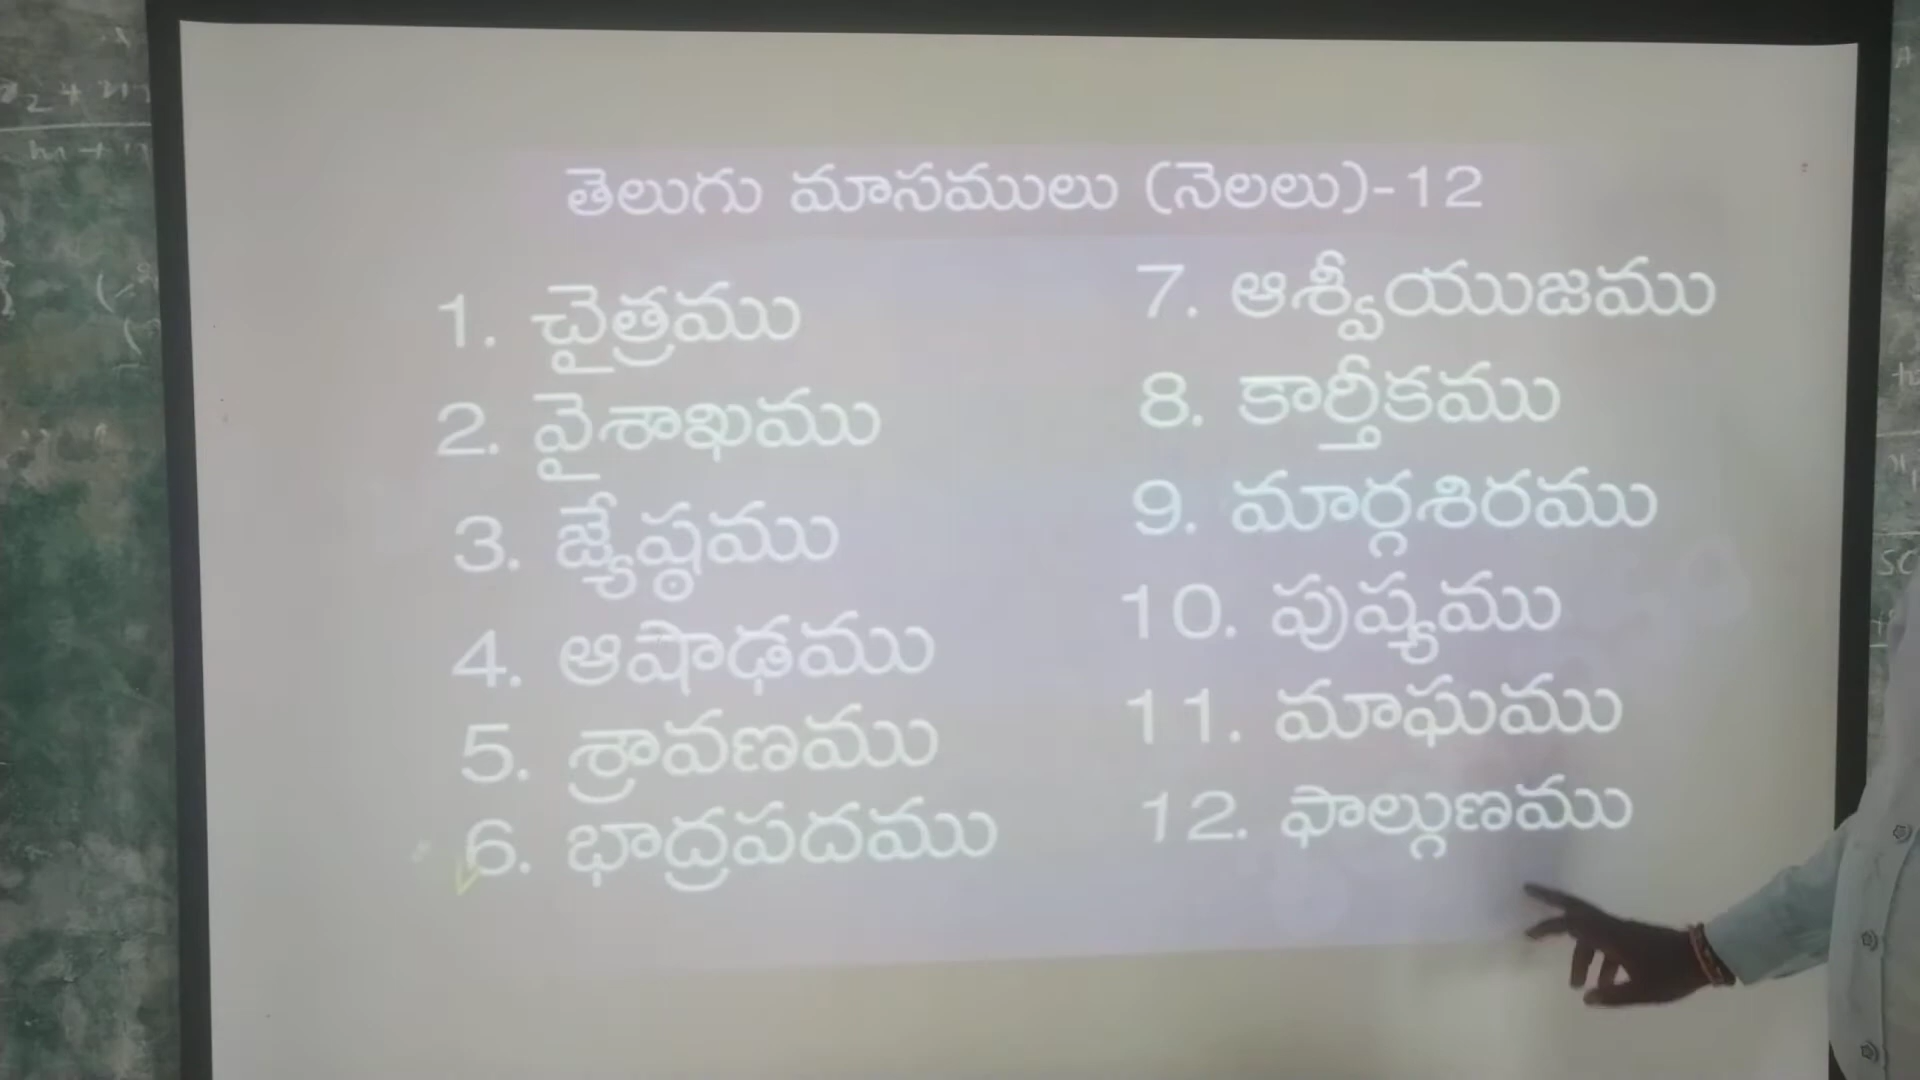 తెలుగు మాసములు (నెలలు)-12
1. చైత్రము
2. వైశాఖము
3. జ్యేష్ఠము
4. ఆషాఢము
5. శ్రావణము
6. భాద్రపదము
7. ఆశ్వీయుజము
8. కార్తీకము
9. మార్గశిరము
10. పుష్యము
11. మాఘము
12. ఫాల్గుణము